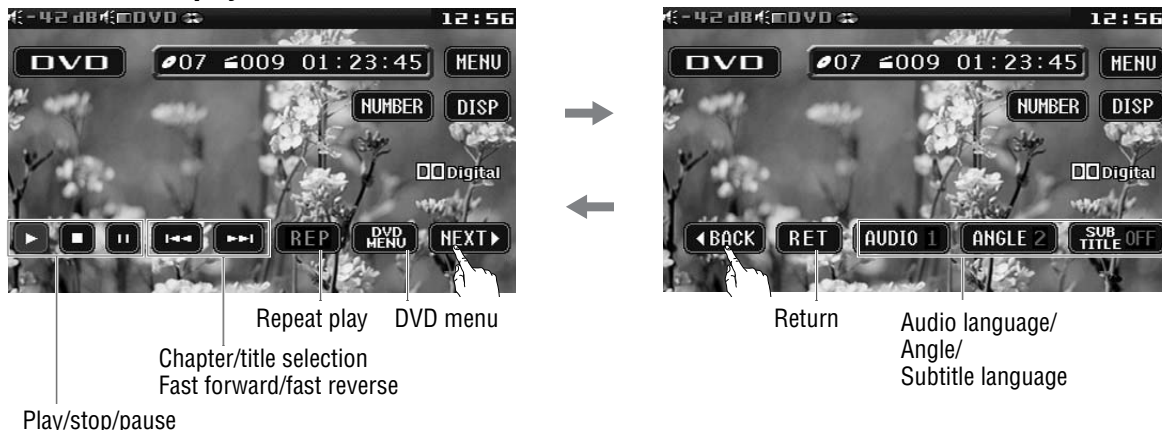 -42 dB DVD 12:56
DVD 07 009 01:23:45 MENU
NUMBER DISP
Digital
REP DVD MENU NEXT
Repeat play DVD menu
Chapter/title selection
Fast forward/fast reverse
Play/stop/pause
-42 dB DVD 12:56
DVD 07 009 01:23:45 MENU
NUMBER DISP
Digital
BACK RET AUDIO 1 ANGLE 2 SUB TITLE OFF
Return
Audio language/
Angle/
Subtitle language